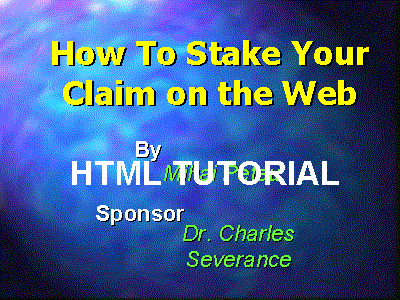 How To Stake Your
Claim on the Web
By
HTML TUTORIAL
Sponsor
Dr. Charles
Severance